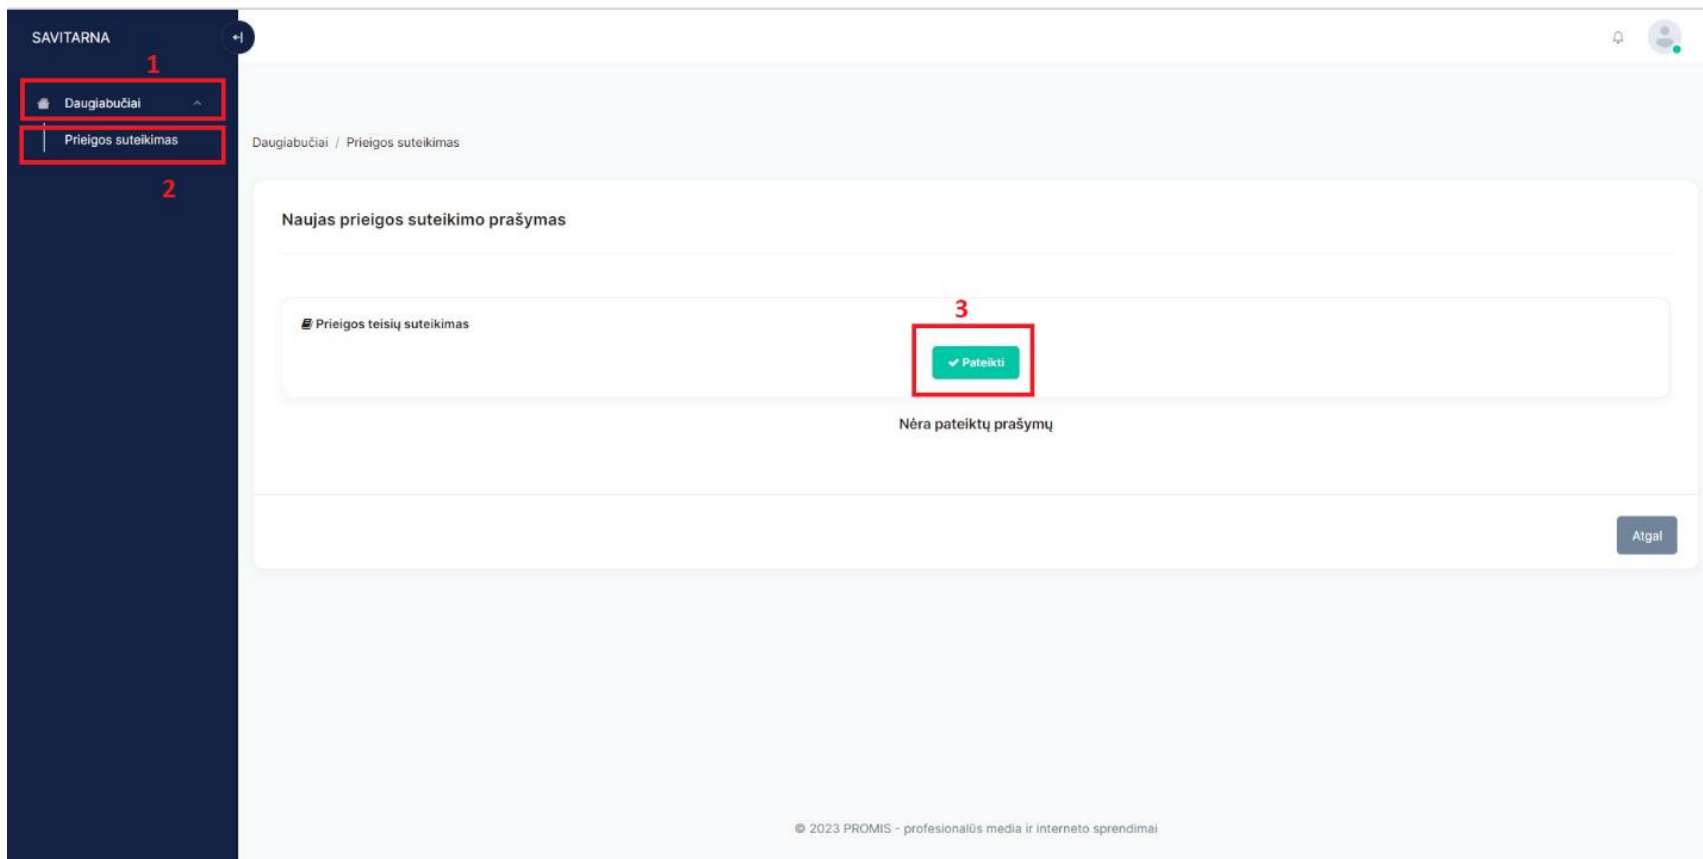 SAVITARNA
1
Daugiabučiai
Prieigos suteikimas
2
Daugiabučiai / Prieigos suteikimas
Naujas prieigos suteikimo prašymas
Prieigos teisių suteikimas
3
Pateikti
Nėra pateiktų prašymų
Atgal
© 2023 PROMIS - profesionalūs media ir interneto sprendimai